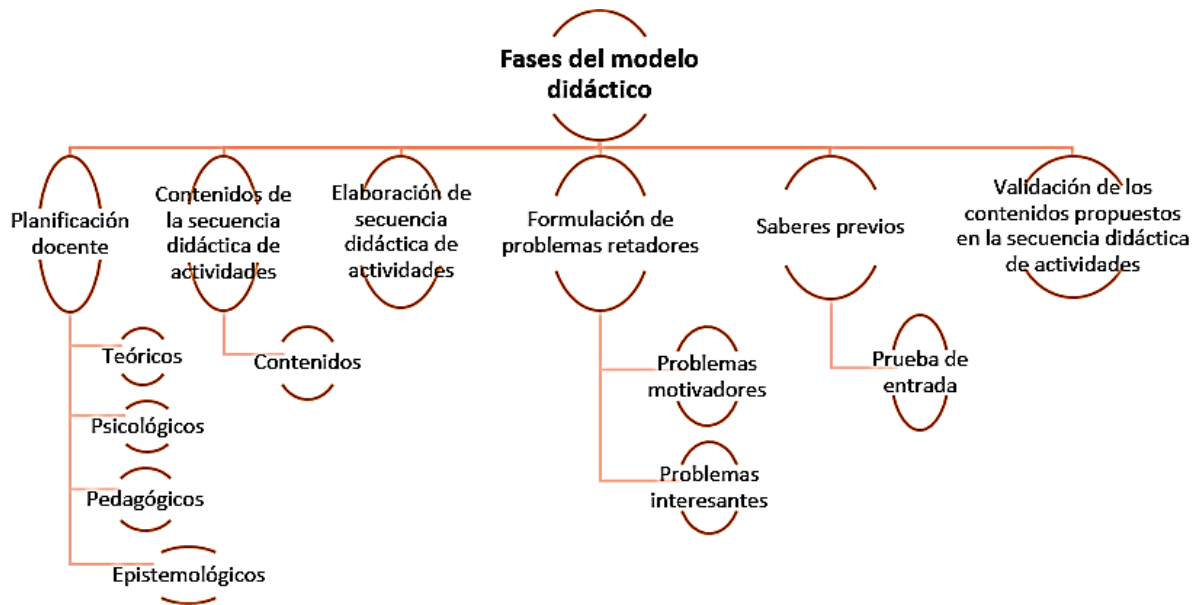 Fases del modelo
didáctico
Planificación
docente
Contenidos de
la secuencia
didáctica de
actividades
Elaboración de
secuencia
didáctica de
actividades
Formulación de
problemas retadores
Saberes previos
Validación de los
contenidos propuestos
en la secuencia didáctica
de actividades
Teóricos
Psicológicos
Pedagógicos
Epistemológicos
Contenidos
Problemas
motivadores
Problemas
interesantes
Prueba de
entrada